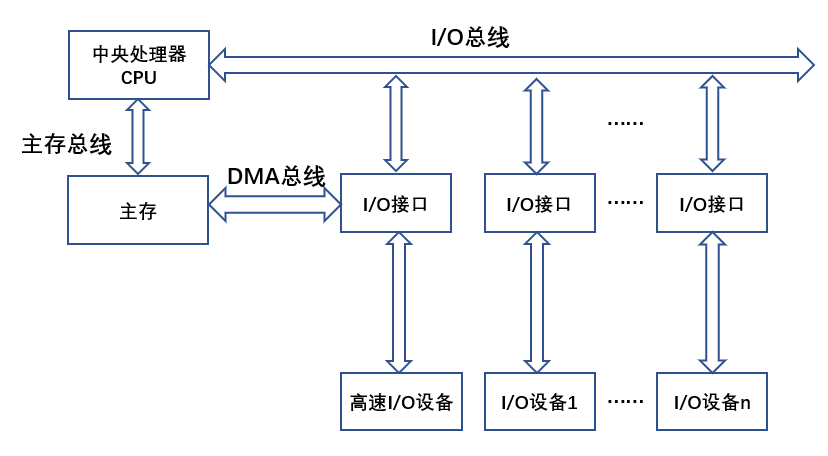 I/O总线
中央处理器
CPU
······
主存总线
DMA总线
主存
I/O接口
I/O接口
······
I/O接口
高速I/O设备
I/O设备1
······
I/O设备n